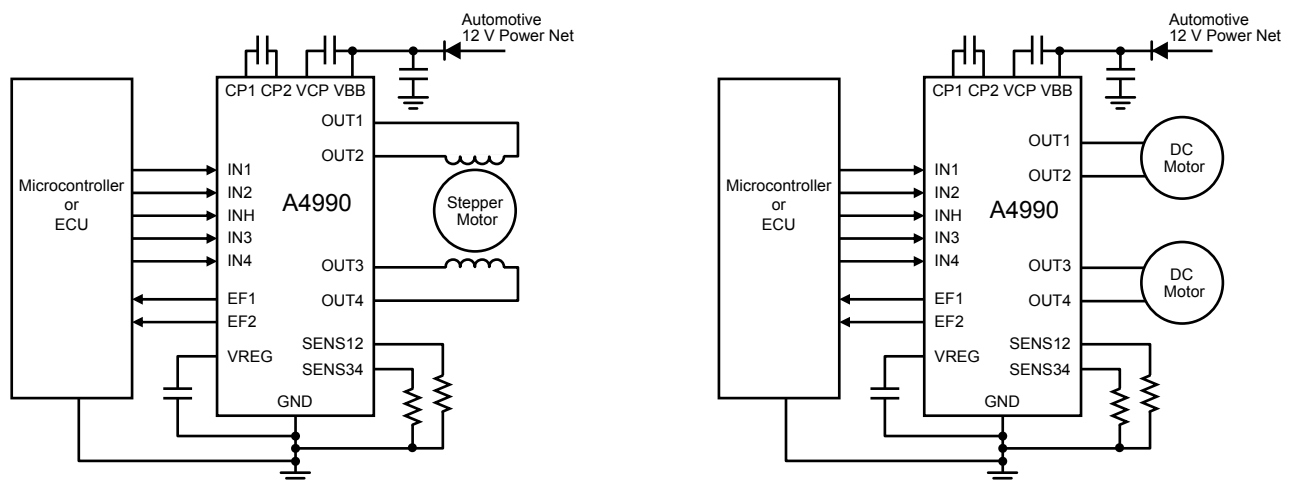 Automotive
12 V Power Net
CP1 CP2 VCP VBB
OUT1
OUT2
IN1
IN2
INH
IN3
IN4
Microcontroller
or
ECU
A4990
Stepper
Motor
OUT3
OUT4
EF1
EF2
SENS12
VREG
SENS34
GND
Automotive
12 V Power Net
CP1 CP2 VCP VBB
OUT1
OUT2
DC
Motor
IN1
IN2
INH
IN3
IN4
Microcontroller
or
ECU
A4990
OUT3
OUT4
DC
Motor
EF1
EF2
SENS12
VREG
SENS34
GND